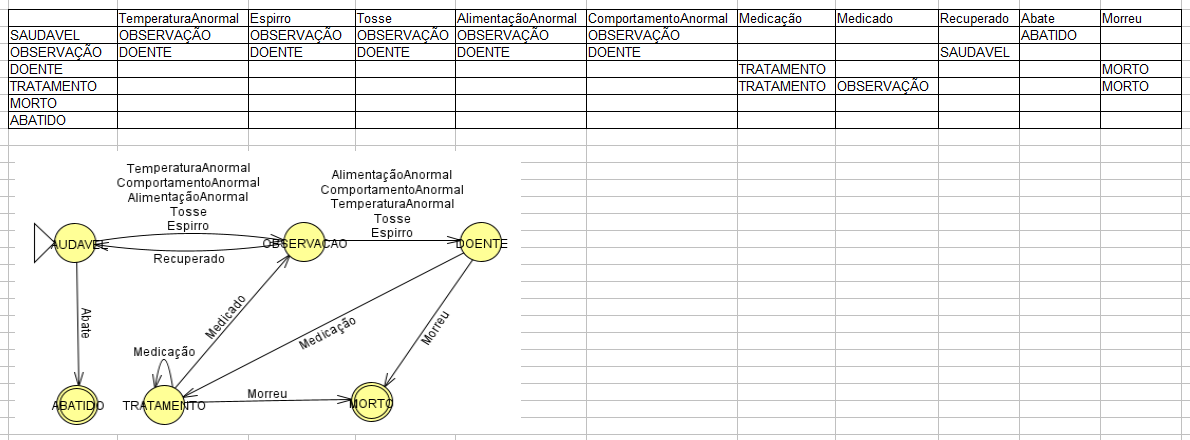 TemperaturaAnormal Espirro Tosse AlimentaçãoAnormal ComportamentoAnormal Medicação Medicado Recuperado Abate Morreu
SAUDAVEL OBSERVAÇÃO OBSERVAÇÃO OBSERVAÇÃO OBSERVAÇÃO OBSERVAÇÃO ABATIDO
OBSERVAÇÃO DOENTE DOENTE DOENTE DOENTE DOENTE SAUDAVEL
DOENTE TRATAMENTO MORTO
TRATAMENTO TRATAMENTO OBSERVAÇÃO MORTO
MORTO
ABATIDO
TemperaturaAnormal
ComportamentoAnormal
AlimentaçãoAnormal
Tosse
Espirro
AlimentaçãoAnormal
ComportamentoAnormal
TemperaturaAnormal
Tosse
Espirro
AUDAVEL
OBSERVACAO
DOENTE
Recuperado
Abate
Medicado
Medicação
Morreu
Medicação
Morreu
ABATIDO
TRATAMENTO
MORTO